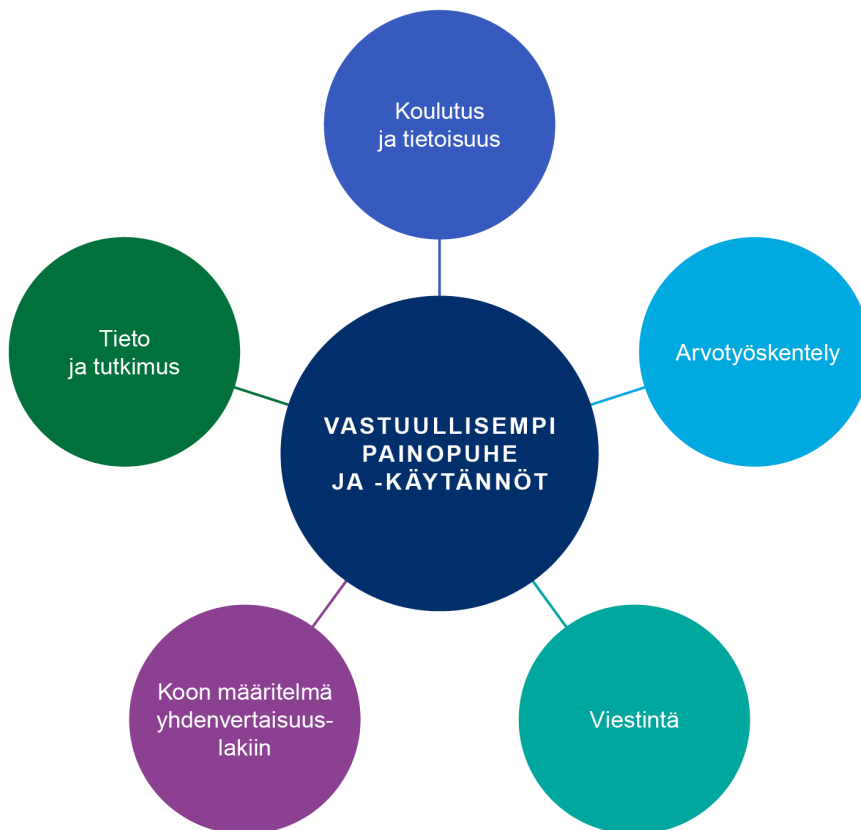 Koulutus
ja tietoisuus
Tieto
ja tutkimus
Arvotyöskentely
VASTUULLISEMPI
PAINOPUHE
JA -KÄYTÄNNÖT
Koon määritelmä
yhdenvertaisuus-
lakiin
Viestintä